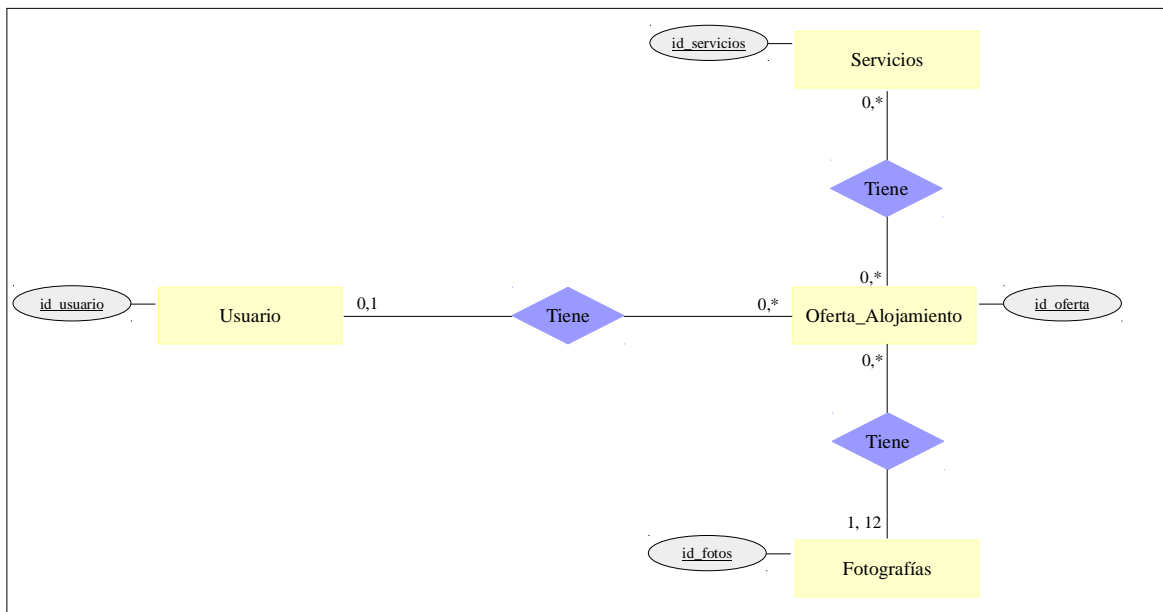 id_servicios
Servicios
0,*
Tiene
0,*
id_usuario
Usuario
0,1
Tiene
0,*
Oferta_Alojamiento
id_oferta
0,*
Tiene
1, 12
id_fotos
Fotografías